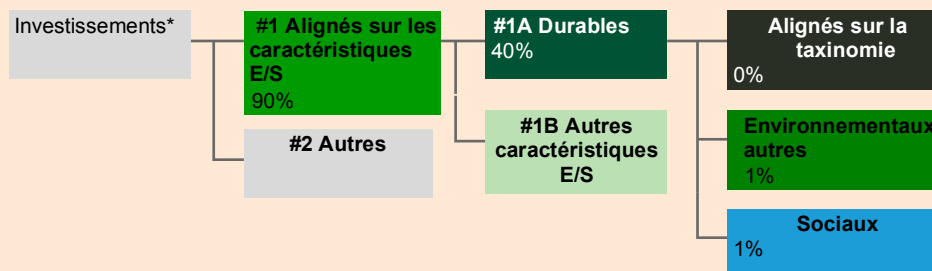 Investissements*
#1 Alignés sur les
caractéristiques
E/S
90%
#2 Autres
#1A Durables
40%
#1B Autres
caractéristiques
E/S
Alignés sur la
taxinomie
0%
Environnementaux
autres
1%
Sociaux
1%